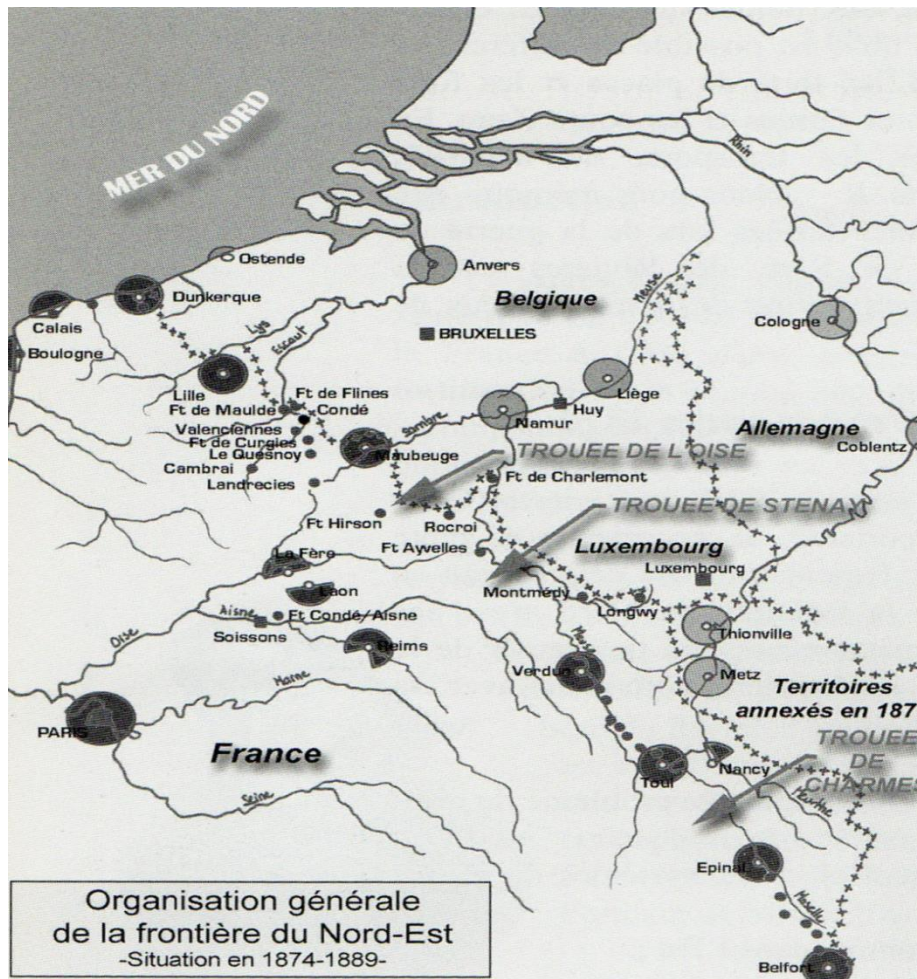 MER DU NORD
Rhin
Ostende
Anvers
Dunkerque
Belgique
Meuse
Calais
Lys
Escaut
BRUXELLES
Cologne
Boulogne
Lille
Ft de Flines
Liège
Ft de Maulde
Condé
Huy
Valenciennes
Sambre
Namur
Allemagne
Ft de Curgies
Le Quesnoy
Maubeuge
TROUEE DE L'OISE
Coblentz
Cambrai
Landrecies
Ft de Charlemont
TROUEE DE STENAY
Ft Hirson
Rocroi
Luxembourg
La Fère
Ft Ayvelles
Luxembourg
Laon
Montmédy
Longwy
Aisne
Ft Condé/Aisne
Oise
Soissons
Reims
Thionville
Verdun
Metz
Marne
Territoires
annexés en 187
PARIS
TROUEE
DE
CHARMES
France
Toul
Nancy
Meurthe
Seine
Epinal
Moselle
Organisation générale
de la frontière du Nord-Est
-Situation en 1874-1889-
Belfort